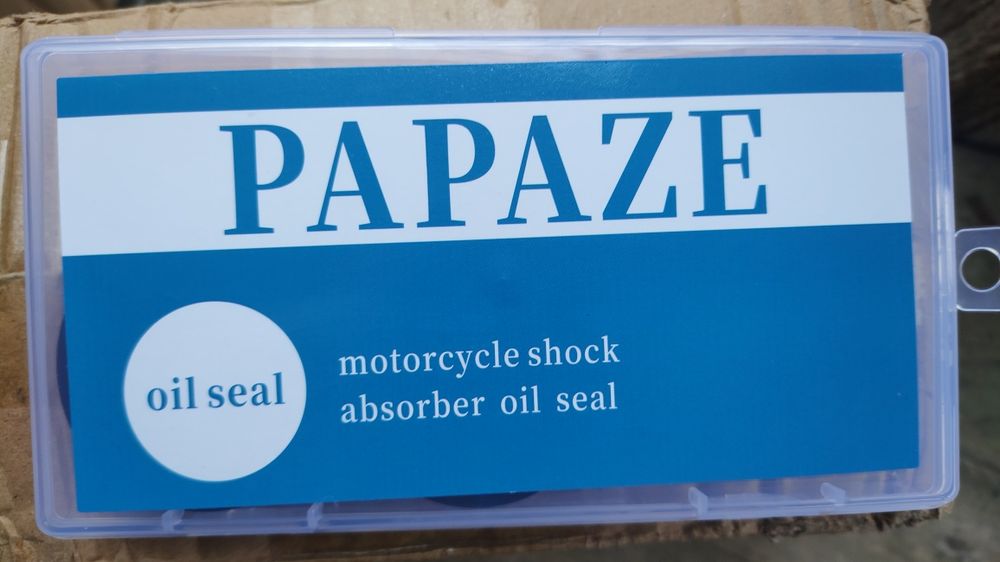 PAPAZE
oil seal
motorcycle shock
absorber oil seal